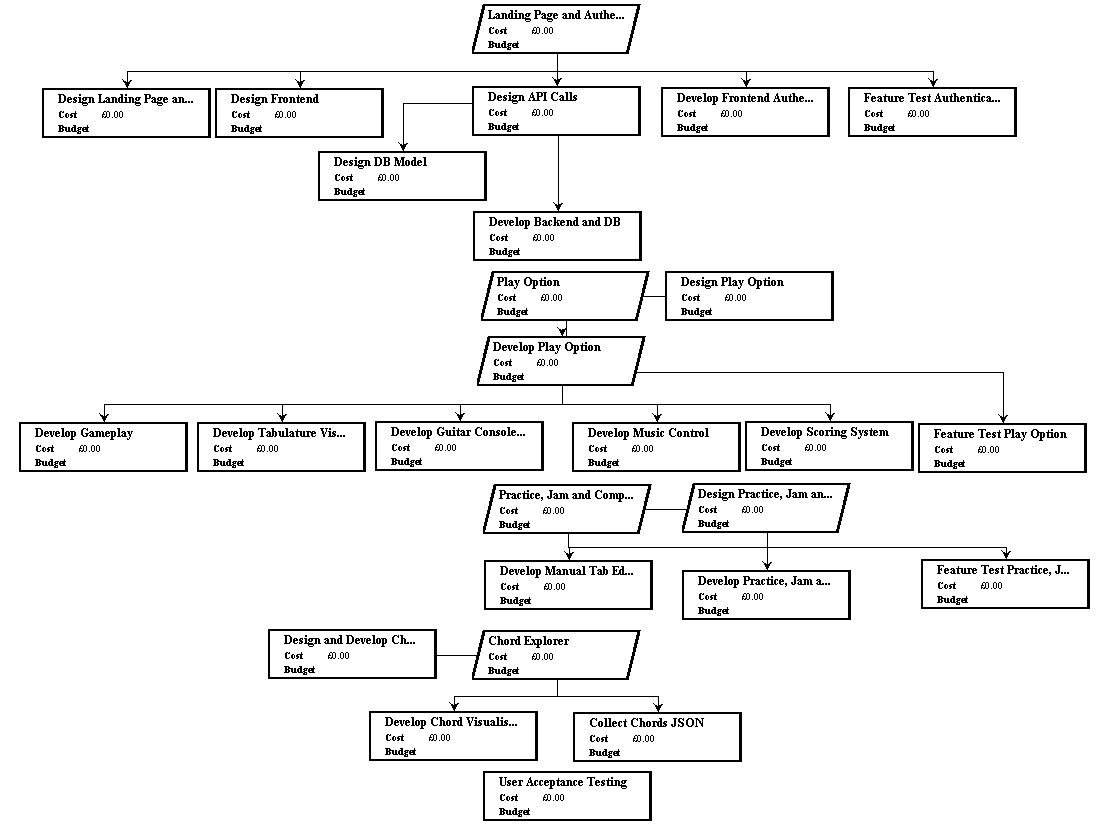 Landing Page and Authe...
Cost £0.00
Budget
Design Landing Page an...
Cost £0.00
Budget
Design Frontend
Cost £0.00
Budget
Design API Calls
Cost £0.00
Budget
Develop Frontend Authe...
Cost £0.00
Budget
Feature Test Authentica...
Cost £0.00
Budget
Design DB Model
Cost £0.00
Budget
Develop Backend and DB
Cost £0.00
Budget
Play Option
Cost £0.00
Budget
Design Play Option
Cost £0.00
Budget
Develop Play Option
Cost £0.00
Budget
Develop Gameplay
Cost £0.00
Budget
Develop Tabulature Vis...
Cost £0.00
Budget
Develop Guitar Console...
Cost £0.00
Budget
Develop Music Control
Cost £0.00
Budget
Develop Scoring System
Cost £0.00
Budget
Feature Test Play Option
Cost £0.00
Budget
Practice, Jam and Comp...
Cost £0.00
Budget
Design Practice, Jam an...
Cost £0.00
Budget
Develop Manual Tab Ed...
Cost £0.00
Budget
Develop Practice, Jam a...
Cost £0.00
Budget
Feature Test Practice, J...
Cost £0.00
Budget
Design and Develop Ch...
Cost £0.00
Budget
Chord Explorer
Cost £0.00
Budget
Develop Chord Visualis...
Cost £0.00
Budget
Collect Chords JSON
Cost £0.00
Budget
User Acceptance Testing
Cost £0.00
Budget